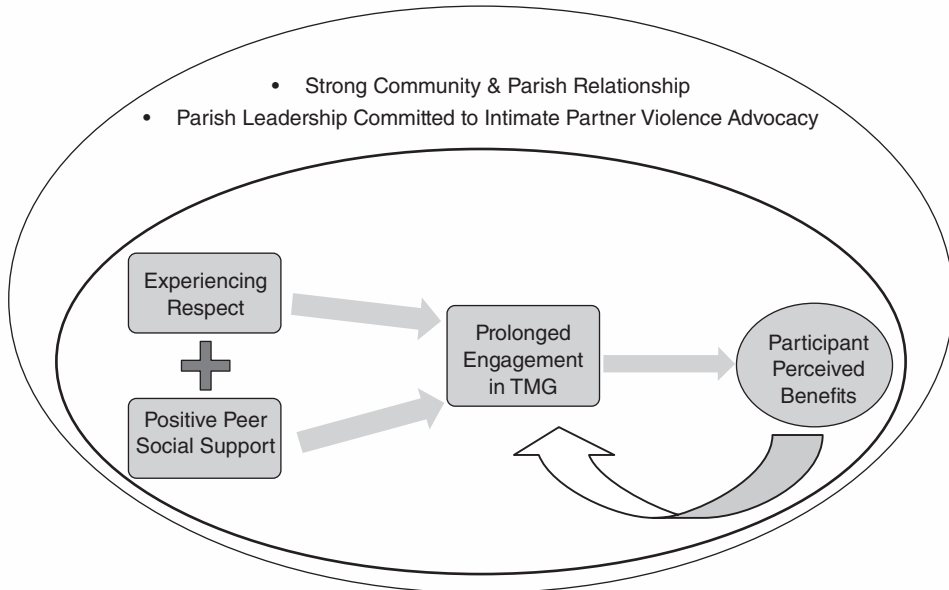 • Strong Community & Parish Relationship
• Parish Leadership Committed to Intimate Partner Violence Advocacy
Experiencing
Respect
Positive Peer
Social Support
Prolonged
Engagement
in TMG
Participant
Perceived
Benefits